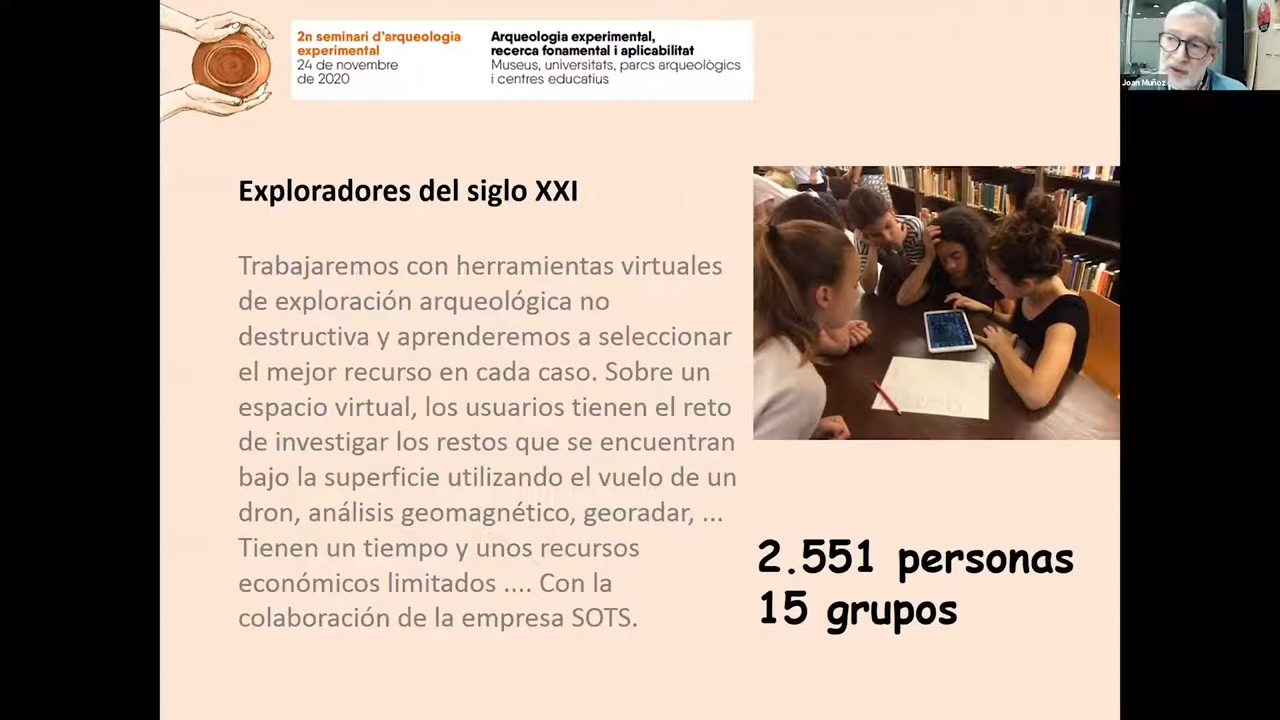 2n seminari d'arqueologia
experimental
24 de novembre
de 2020
Arqueologia experimental,
recerca fonamental i aplicabilitat
Museus, universitats, parcs arqueològics
i centres educatius
Joan Muñoz
Exploradores del siglo XXI
Trabajaremos con herramientas virtuales
de exploración arqueológica no
destructiva y aprenderemos a seleccionar
el mejor recurso en cada caso. Sobre un
espacio virtual, los usuarios tienen el reto
de investigar los restos que se encuentran
bajo la superficie utilizando el vuelo de un
dron, análisis geomagnético, georadar, ...
Tienen un tiempo y unos recursos
económicos limitados .... Con la
colaboración de la empresa SOTS.
2.551 personas
15 grupos